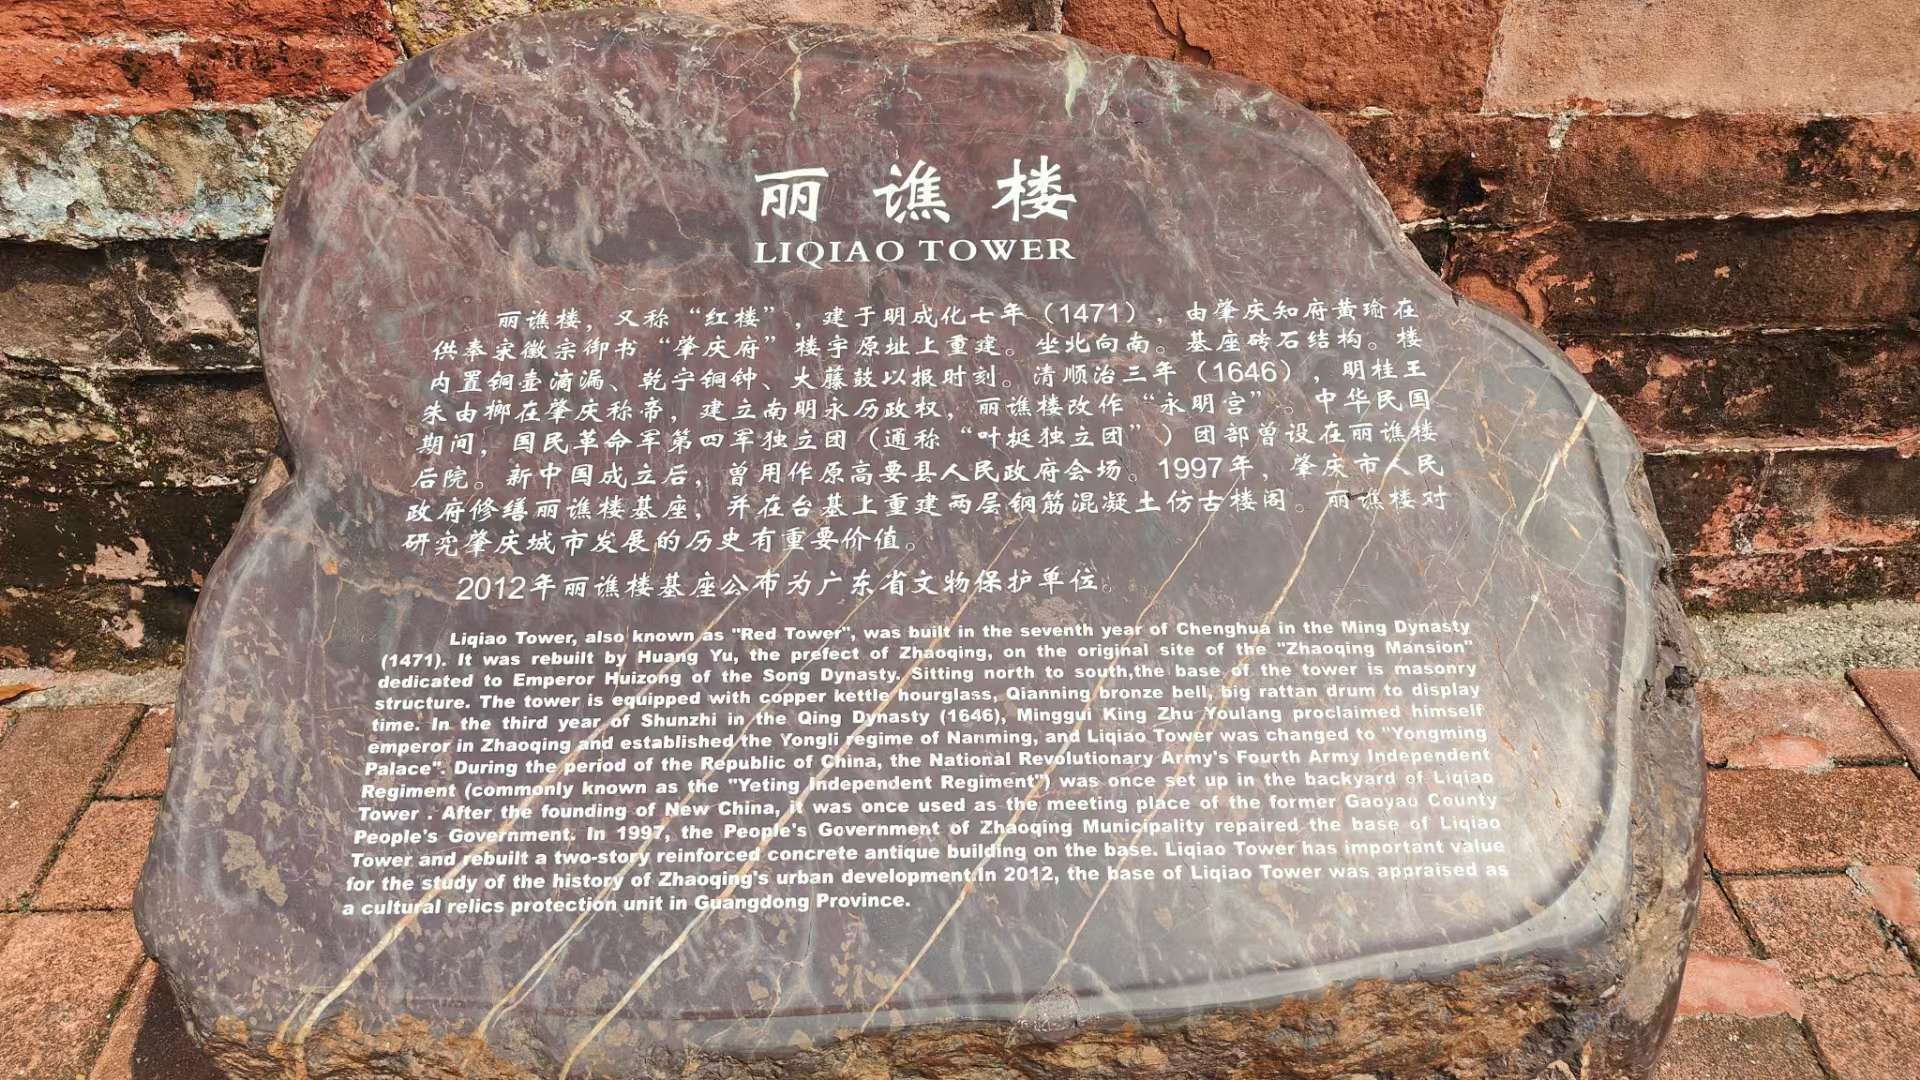 丽谯楼
LIQIAO TOWER
丽谯楼，又称“红楼”，建于明成化七年（1471），由肇庆知府黄瑜在
供奉宋徽宗御书“肇庆府”楼宇原址上重建。坐北向南。基座砖石结构。楼
内置铜壶滴漏、乾宁铜钟、大藤鼓以报时刻。清顺治三年（1646），明桂王
朱由榔在肇庆称帝，建立南明永历政权，丽谯楼改作“永明宫”。中华民国
期间，国民革命军第四军独立团（通称“叶挺独立团”）团部曾设在丽谯楼
后院。新中国成立后，曾用作原高要县人民政府会场。1997年，肇庆市人民
政府修缮丽谯楼基座，并在台基上重建两层钢筋混凝土仿古楼阁。丽谯楼对
研究肇庆城市发展的历史有重要价值。
2012年丽谯楼基座公布为广东省文物保护单位。
Liqiao Tower, also known as "Red Tower", was built in the seventh year of Chenghua in the Ming Dynasty
(1471). It was rebuilt by Huang Yu, the prefect of Zhaoqing, on the original site of the "Zhaoqing Mansion"
dedicated to Emperor Huizong of the Song Dynasty. Sitting north to south,the base of the tower is masonry
structure. The tower is equipped with copper kettle hourglass, Qianning bronze bell, big rattan drum to display
time. In the third year of Shunzhi in the Qing Dynasty (1646), Minggui King Zhu Youlang proclaimed himself
emperor in Zhaoqing and established the Yongli regime of Nanming, and Liqiao Tower was changed to "Yongming
Palace". During the period of the Republic of China, the National Revolutionary Army's Fourth Army Independent
Regiment (commonly known as the "Yeting Independent Regiment") was once set up in the backyard of Liqiao
Tower . After the founding of New China, it was once used as the meeting place of the former Gaoyao County
People's Government. In 1997, the People's Government of Zhaoqing Municipality repaired the base of Liqiao
Tower and rebuilt a two-story reinforced concrete antique building on the base. Liqiao Tower has important value
for the study of the history of Zhaoqing's urban development.In 2012, the base of Liqiao Tower was appraised as
a cultural relics protection unit in Guangdong Province.